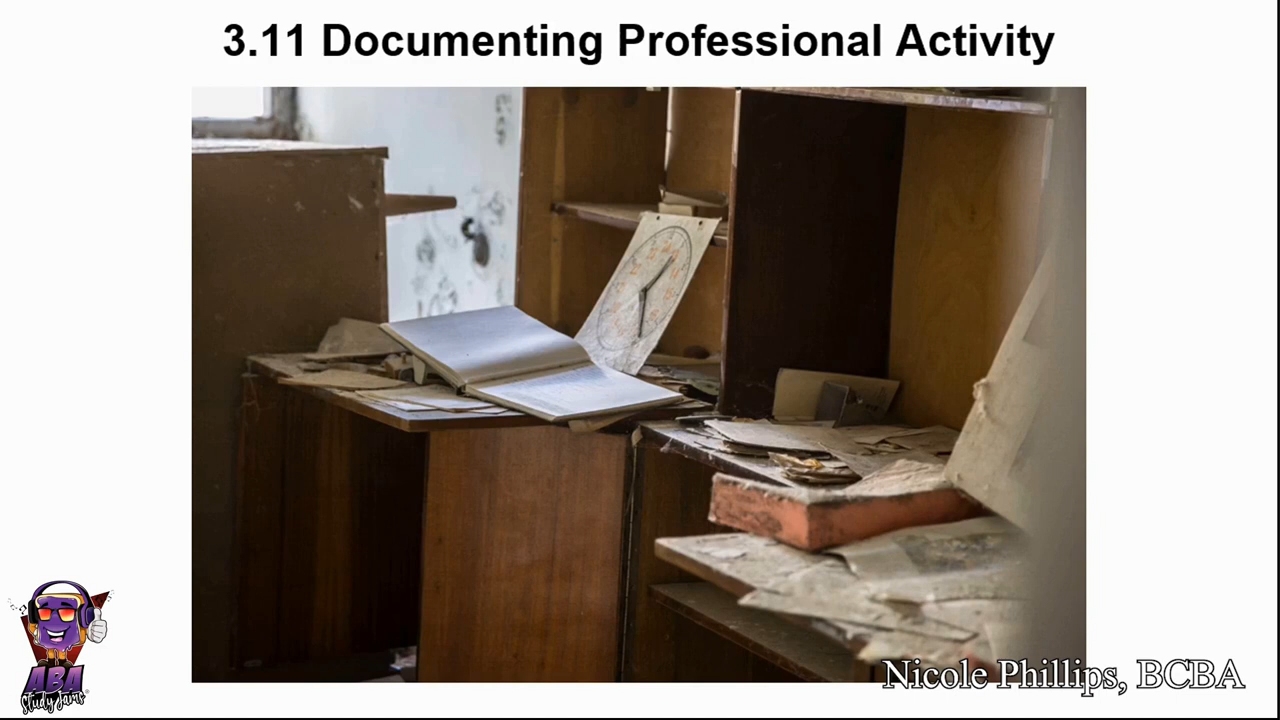 3.11 Documenting Professional Activity
ABA
Study Jams
Nicole Phillips, BCBA